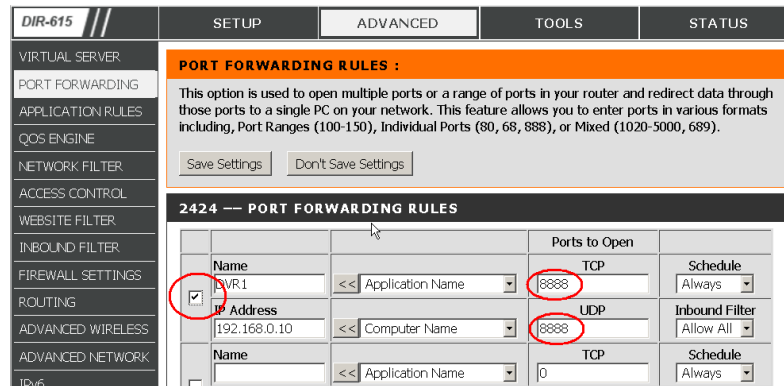 DIR-615
SETUP
ADVANCED
TOOLS
STATUS
VIRTUAL SERVER
PORT FORWARDING
APPLICATION RULES
QOS ENGINE
NETWORK FILTER
ACCESS CONTROL
WEBSITE FILTER
INBOUND FILTER
FIREWALL SETTINGS
ROUTING
ADVANCED WIRELESS
ADVANCED NETWORK
IPv6
PORT FORWARDING RULES :
This option is used to open multiple ports or a range of ports in your router and redirect data through
those ports to a single PC on your network. This feature allows you to enter ports in various formats
including, Port Ranges (100-150), Individual Ports (80, 68, 888), or Mixed (1020-5000, 689).
Save Settings
Don't Save Settings
2424 -- PORT FORWARDING RULES
Ports to Open
Name
TCP
Schedule
DVR1
<<
Application Name
8888
Always
IP Address
UDP
Inbound Filter
192.168.0.10
<<
Computer Name
8888
Allow All
Name
TCP
Schedule
<<
Application Name
0
Always